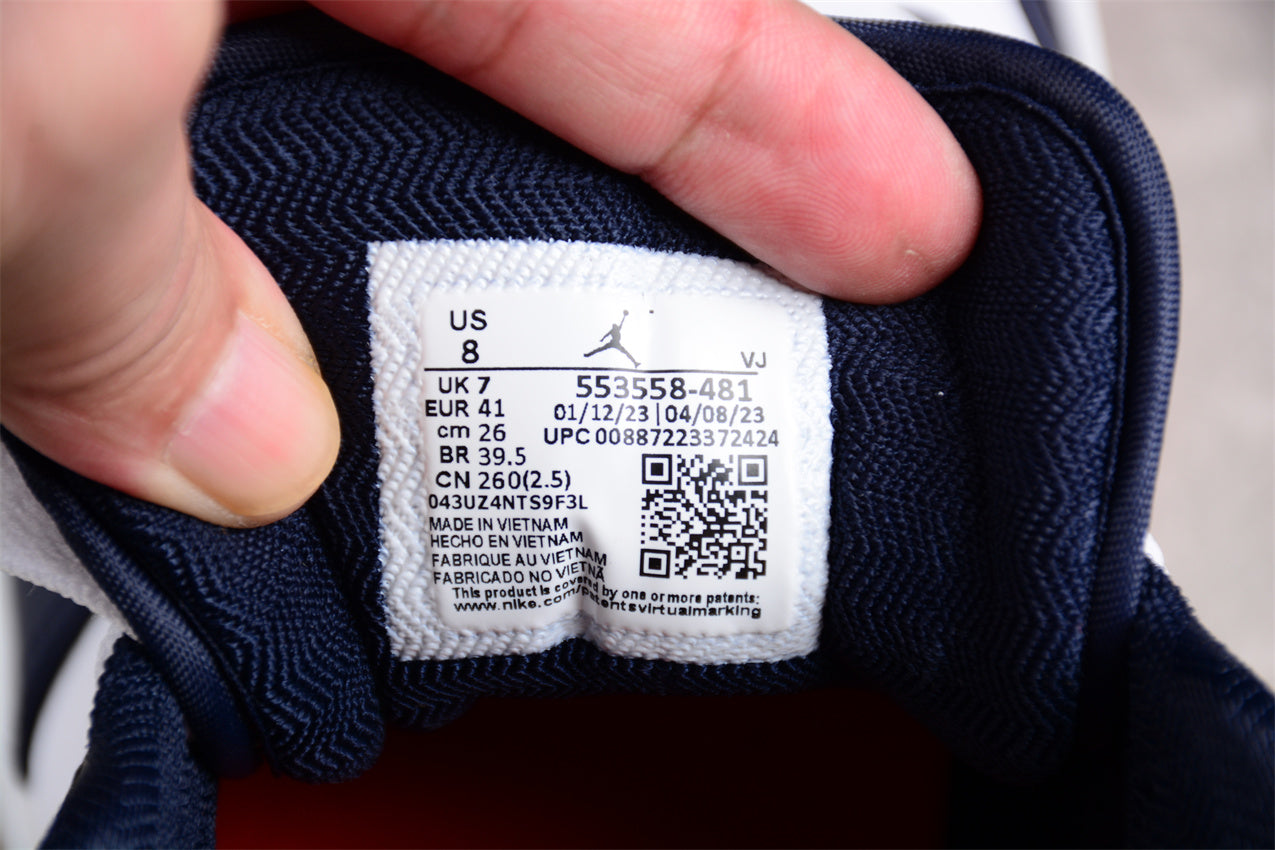 US
8
VJ
UK 7
553558-481
EUR 41
01/12/23 | 04/08/23
cm 26
UPC 00887223372424
BR 39.5
CN 260(2.5)
043UZ4NTS9F3L
MADE IN VIETNAM
HECHO EN VIETNAM
FABRIQUE AU VIETNAM
FABRICADO NO VIETNÃ
This product is covered by one or more patents;
www.nike.com/patentsvirtualmarking